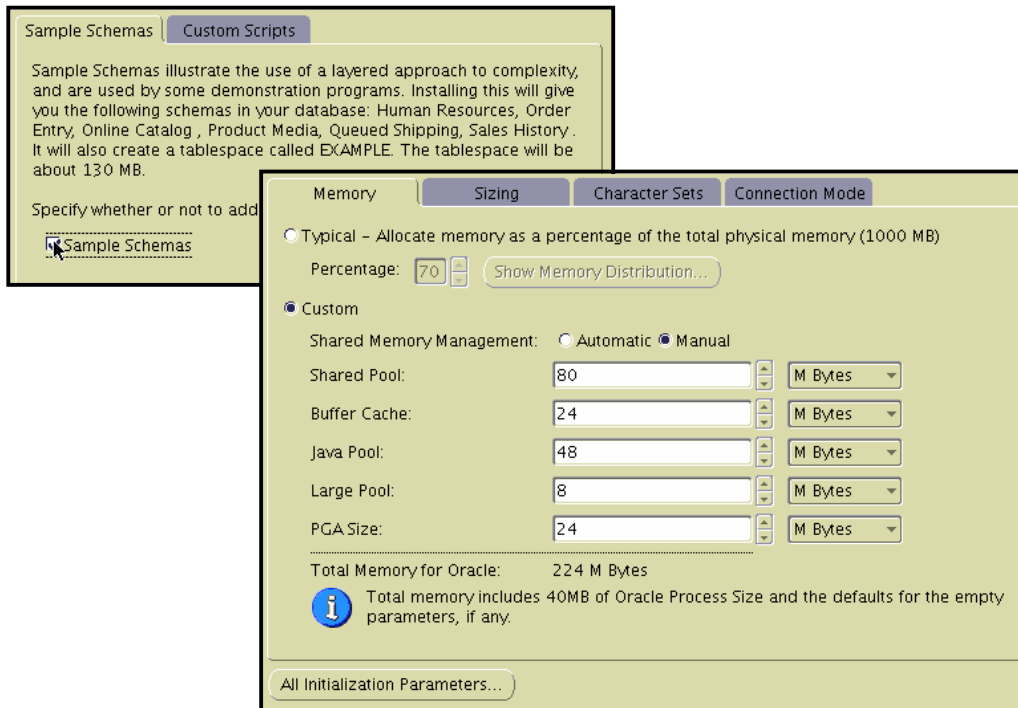 Sample Schemas
Custom Scripts
Sample Schemas illustrate the use of a layered approach to complexity,
and are used by some demonstration programs. Installing this will give
you the following schemas in your database: Human Resources, Order
Entry, Online Catalog , Product Media, Queued Shipping, Sales History .
It will also create a tablespace called EXAMPLE. The tablespace will be
about 130 MB.
Specify whether or not to add
Sample Schemas
Memory
Sizing
Character Sets
Connection Mode
Typical – Allocate memory as a percentage of the total physical memory (1000 MB)
Percentage: 70 Show Memory Distribution...
Custom
Shared Memory Management: Automatic Manual
Shared Pool: 80 M Bytes
Buffer Cache: 24 M Bytes
Java Pool: 48 M Bytes
Large Pool: 8 M Bytes
PGA Size: 24 M Bytes
Total Memory for Oracle: 224 M Bytes
Total memory includes 40MB of Oracle Process Size and the defaults for the empty
parameters, if any.
All Initialization Parameters...